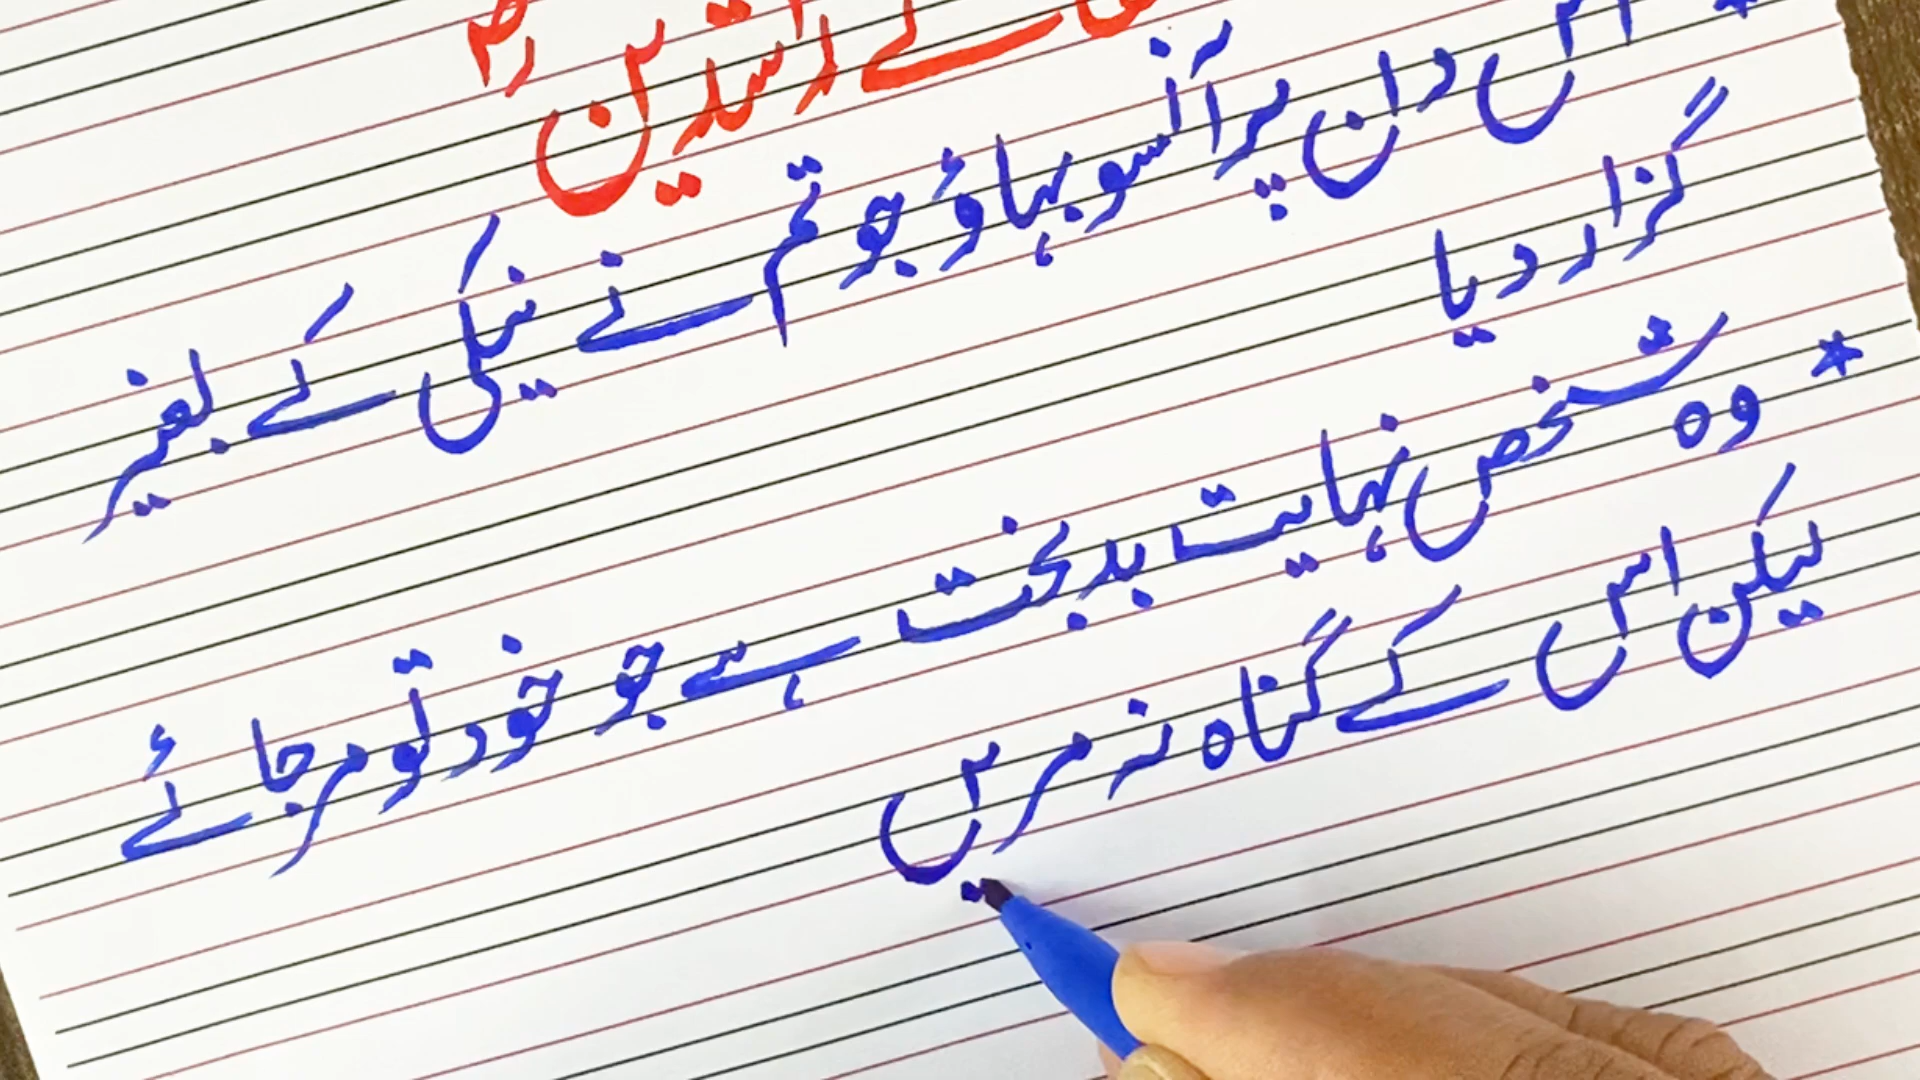 راشدینؓ
* اس دن پر آنسو بہاؤ جو تم نے نیکی کے بغیر
گزار دیا
* وہ شخص نہایت بدبخت ہے جو خود تو مر جائے
لیکن اس کے گناہ نہ مریں